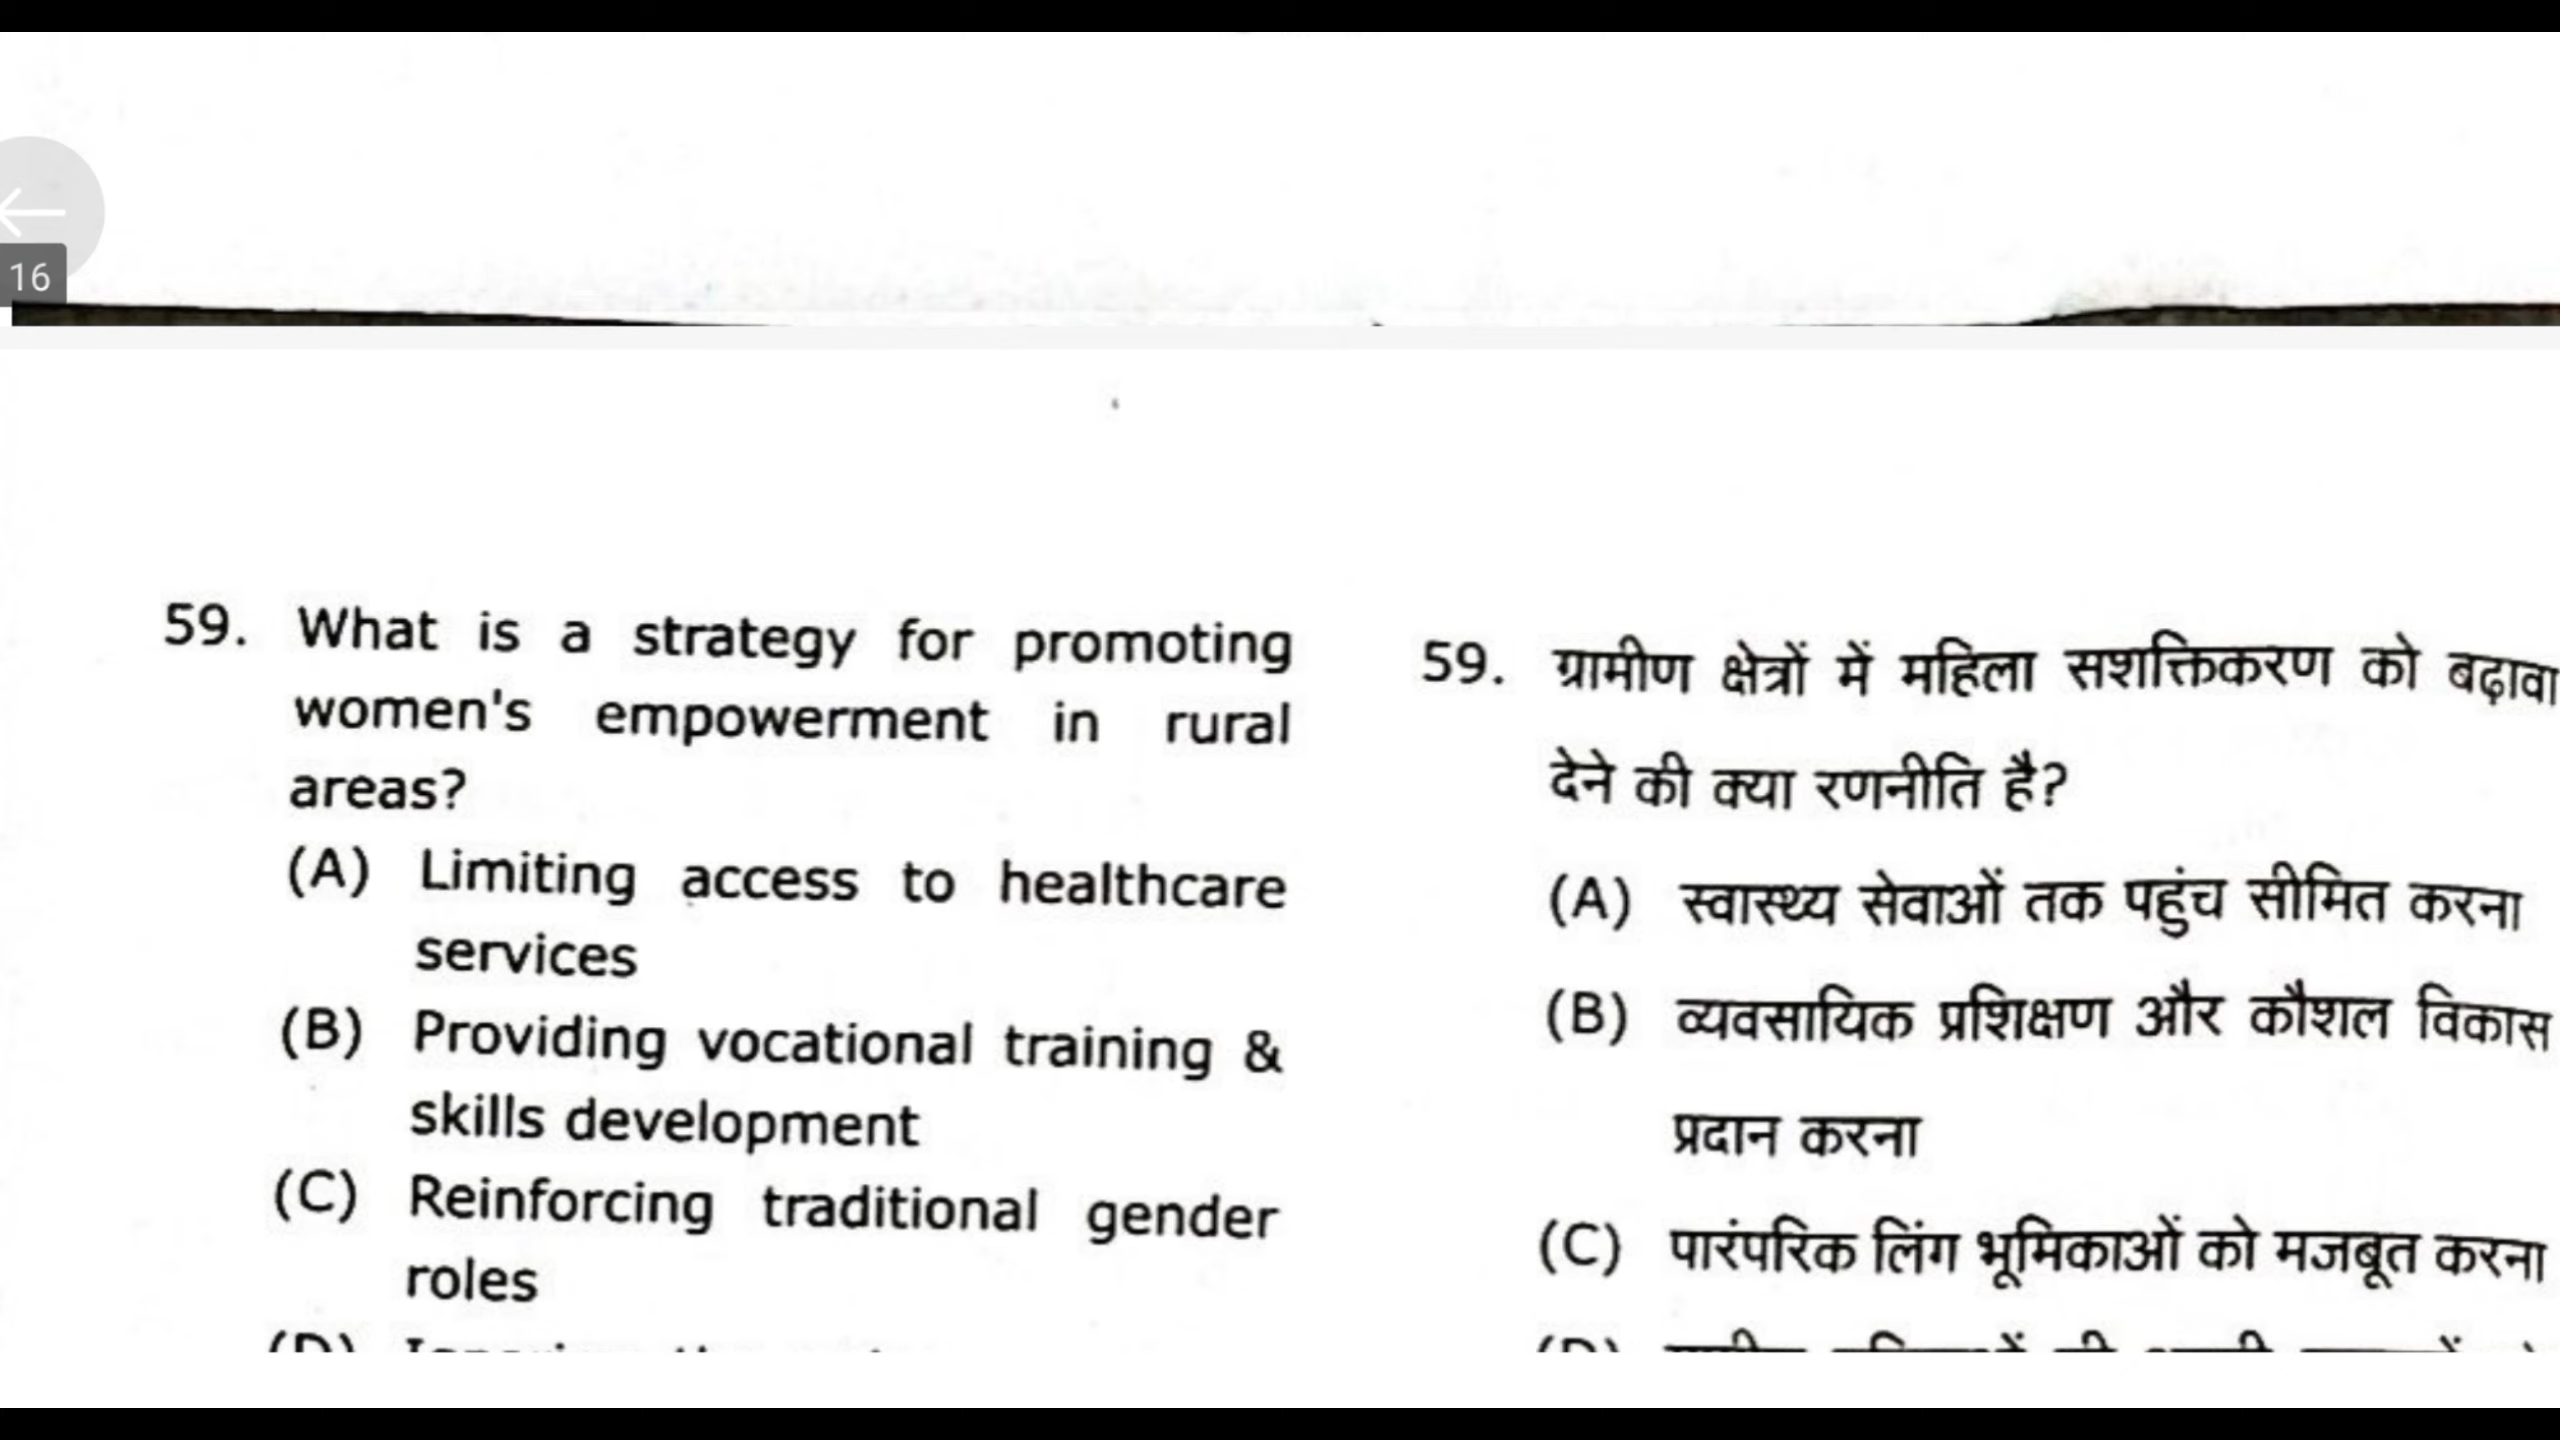 16
59. What is a strategy for promoting
women's empowerment in rural
areas?
(A) Limiting access to healthcare
services
(B) Providing vocational training &
skills development
(C) Reinforcing traditional gender
roles
59. ग्रामीण क्षेत्रों में महिला सशक्तिकरण को बढ़ावा
देने की क्या रणनीति है?
(A) स्वास्थ्य सेवाओं तक पहुंच सीमित करना
(B) व्यवसायिक प्रशिक्षण और कौशल विकास
प्रदान करना
(C) पारंपरिक लिंग भूमिकाओं को मजबूत करना